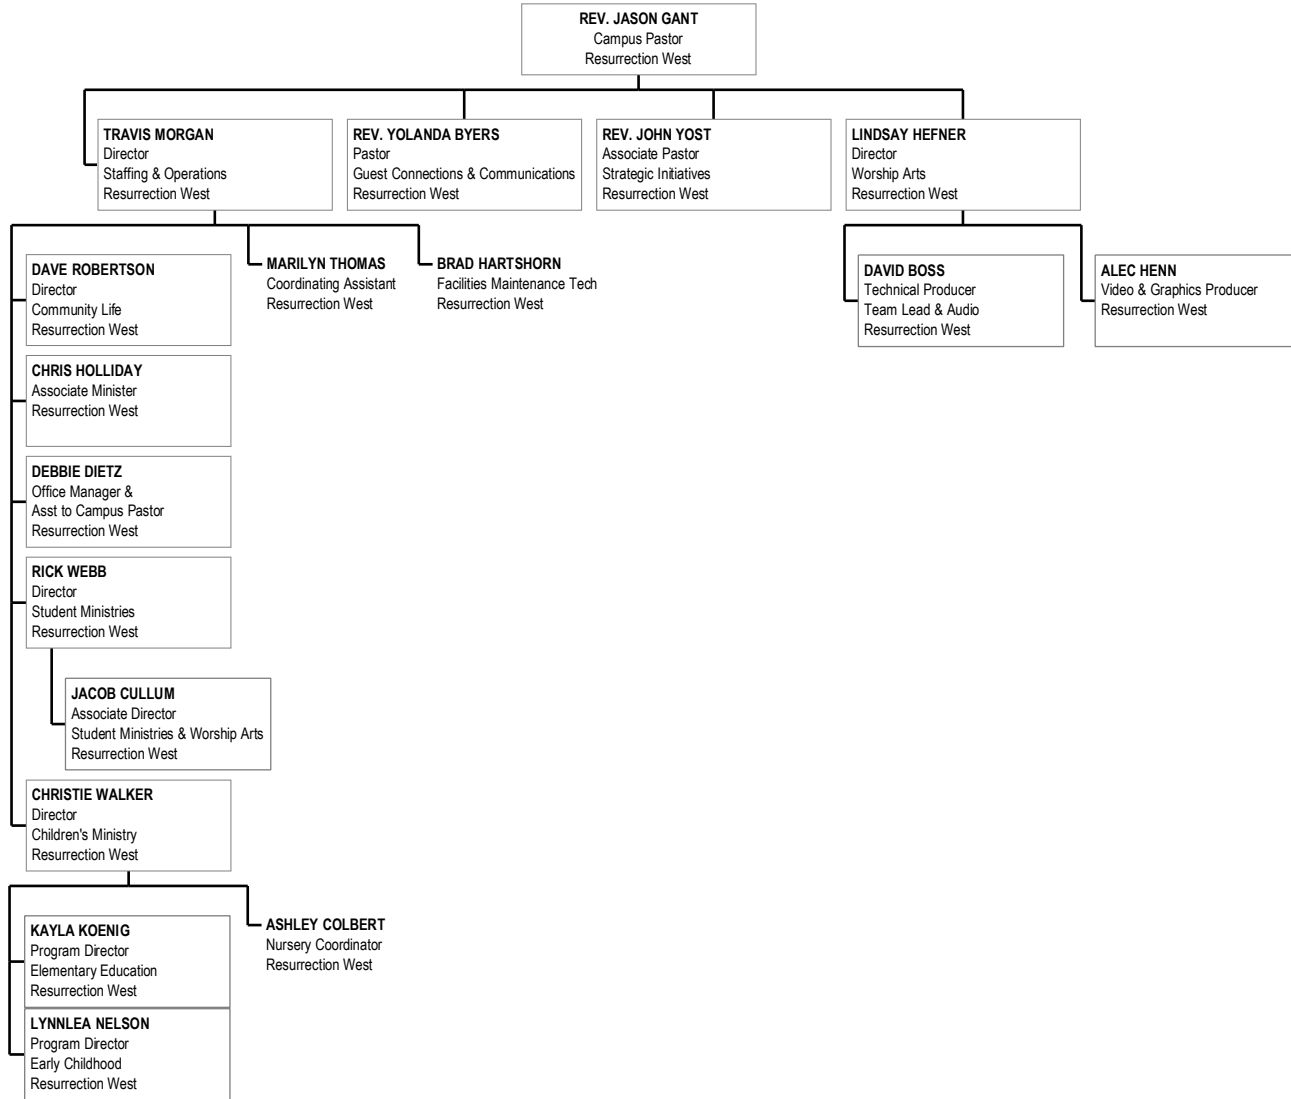 REV. JASON GANT
Campus Pastor
Resurrection West
TRAVIS MORGAN
Director
Staffing & Operations
Resurrection West
REV. YOLANDA BYERS
Pastor
Guest Connections & Communications
Resurrection West
REV. JOHN YOST
Associate Pastor
Strategic Initiatives
Resurrection West
LINDSAY HEFNER
Director
Worship Arts
Resurrection West
DAVE ROBERTSON
Director
Community Life
Resurrection West
MARILYN THOMAS
Coordinating Assistant
Resurrection West
BRAD HARTSHORN
Facilities Maintenance Tech
Resurrection West
DAVID BOSS
Technical Producer
Team Lead & Audio
Resurrection West
ALEC HENN
Video & Graphics Producer
Resurrection West
CHRIS HOLLIDAY
Associate Minister
Resurrection West
DEBBIE DIETZ
Office Manager &
Asst to Campus Pastor
Resurrection West
RICK WEBB
Director
Student Ministries
Resurrection West
JACOB CULLUM
Associate Director
Student Ministries & Worship Arts
Resurrection West
CHRISTIE WALKER
Director
Children's Ministry
Resurrection West
KAYLA KOENIG
Program Director
Elementary Education
Resurrection West
ASHLEY COLBERT
Nursery Coordinator
Resurrection West
LYNNLEA NELSON
Program Director
Early Childhood
Resurrection West